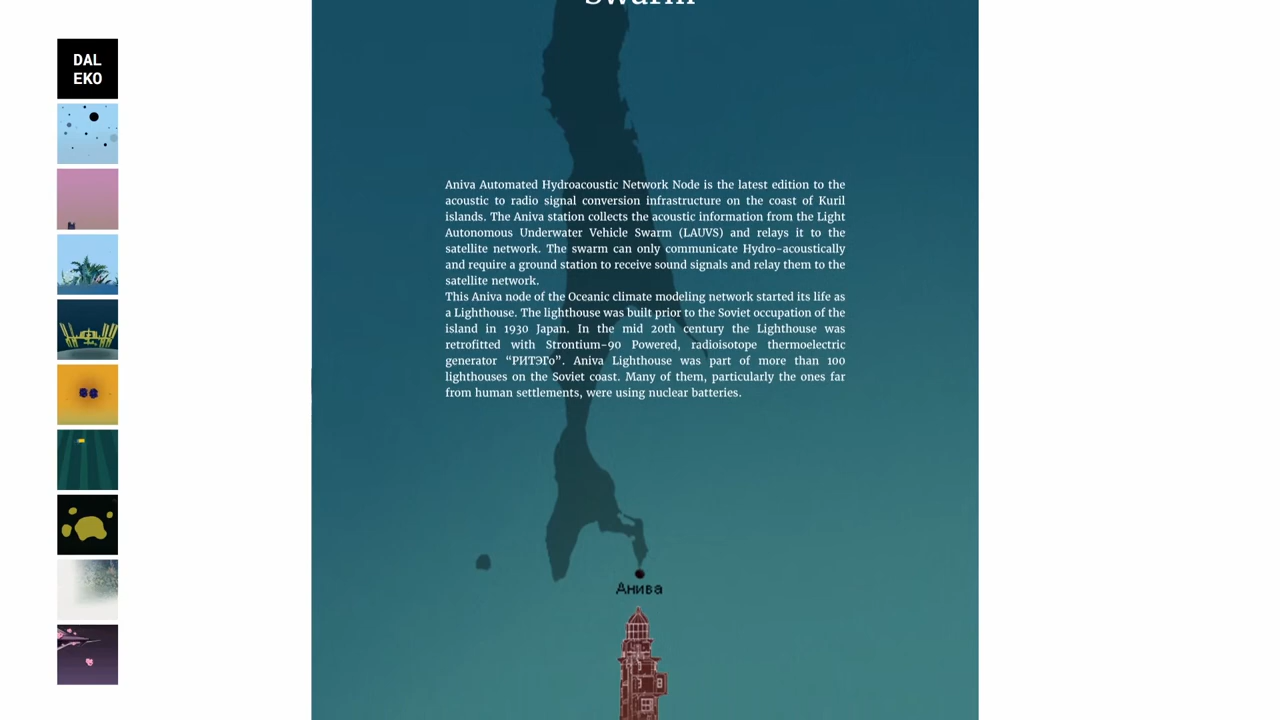 Swarm
DAL
EKO
Aniva Automated Hydroacoustic Network Node is the latest edition to the
acoustic to radio signal conversion infrastructure on the coast of Kuril
islands. The Aniva station collects the acoustic information from the Light
Autonomous Underwater Vehicle Swarm (LAUVS) and relays it to the
satellite network. The swarm can only communicate Hydro-acoustically
and require a ground station to receive sound signals and relay them to the
satellite network.
This Aniva node of the Oceanic climate modeling network started its life as
a Lighthouse. The lighthouse was built prior to the Soviet occupation of the
island in 1930 Japan. In the mid 20th century the Lighthouse was
retrofitted with Strontium-90 Powered, radioisotope thermoelectric
generator “РИТЭГо”. Aniva Lighthouse was part of more than 100
lighthouses on the Soviet coast. Many of them, particularly the ones far
from human settlements, were using nuclear batteries.
Анива